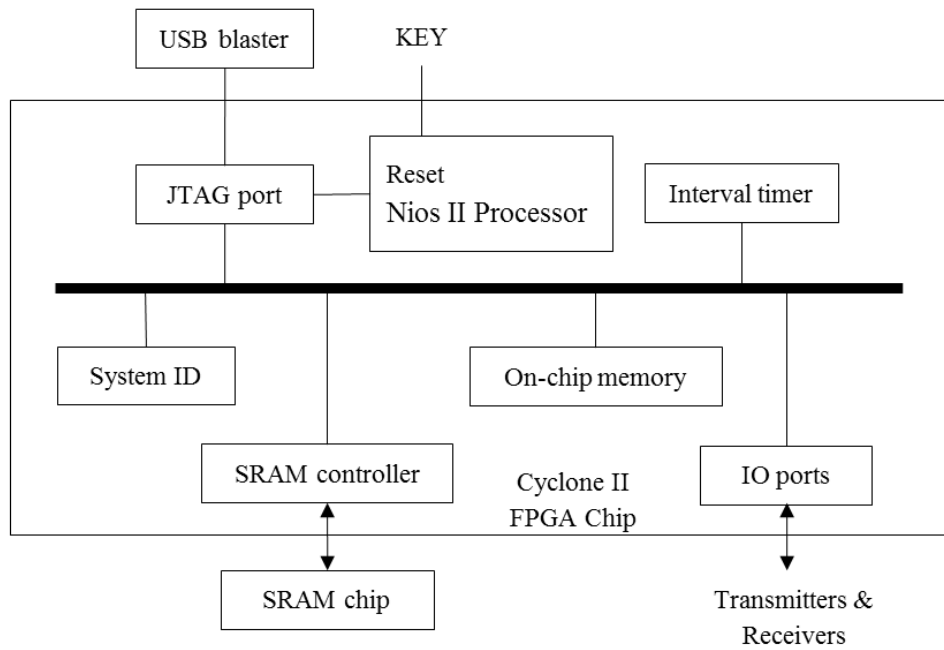 USB blaster
KEY
JTAG port
Reset
Nios II Processor
Interval timer
System ID
On-chip memory
SRAM controller
Cyclone II
FPGA Chip
IO ports
SRAM chip
Transmitters &
Receivers